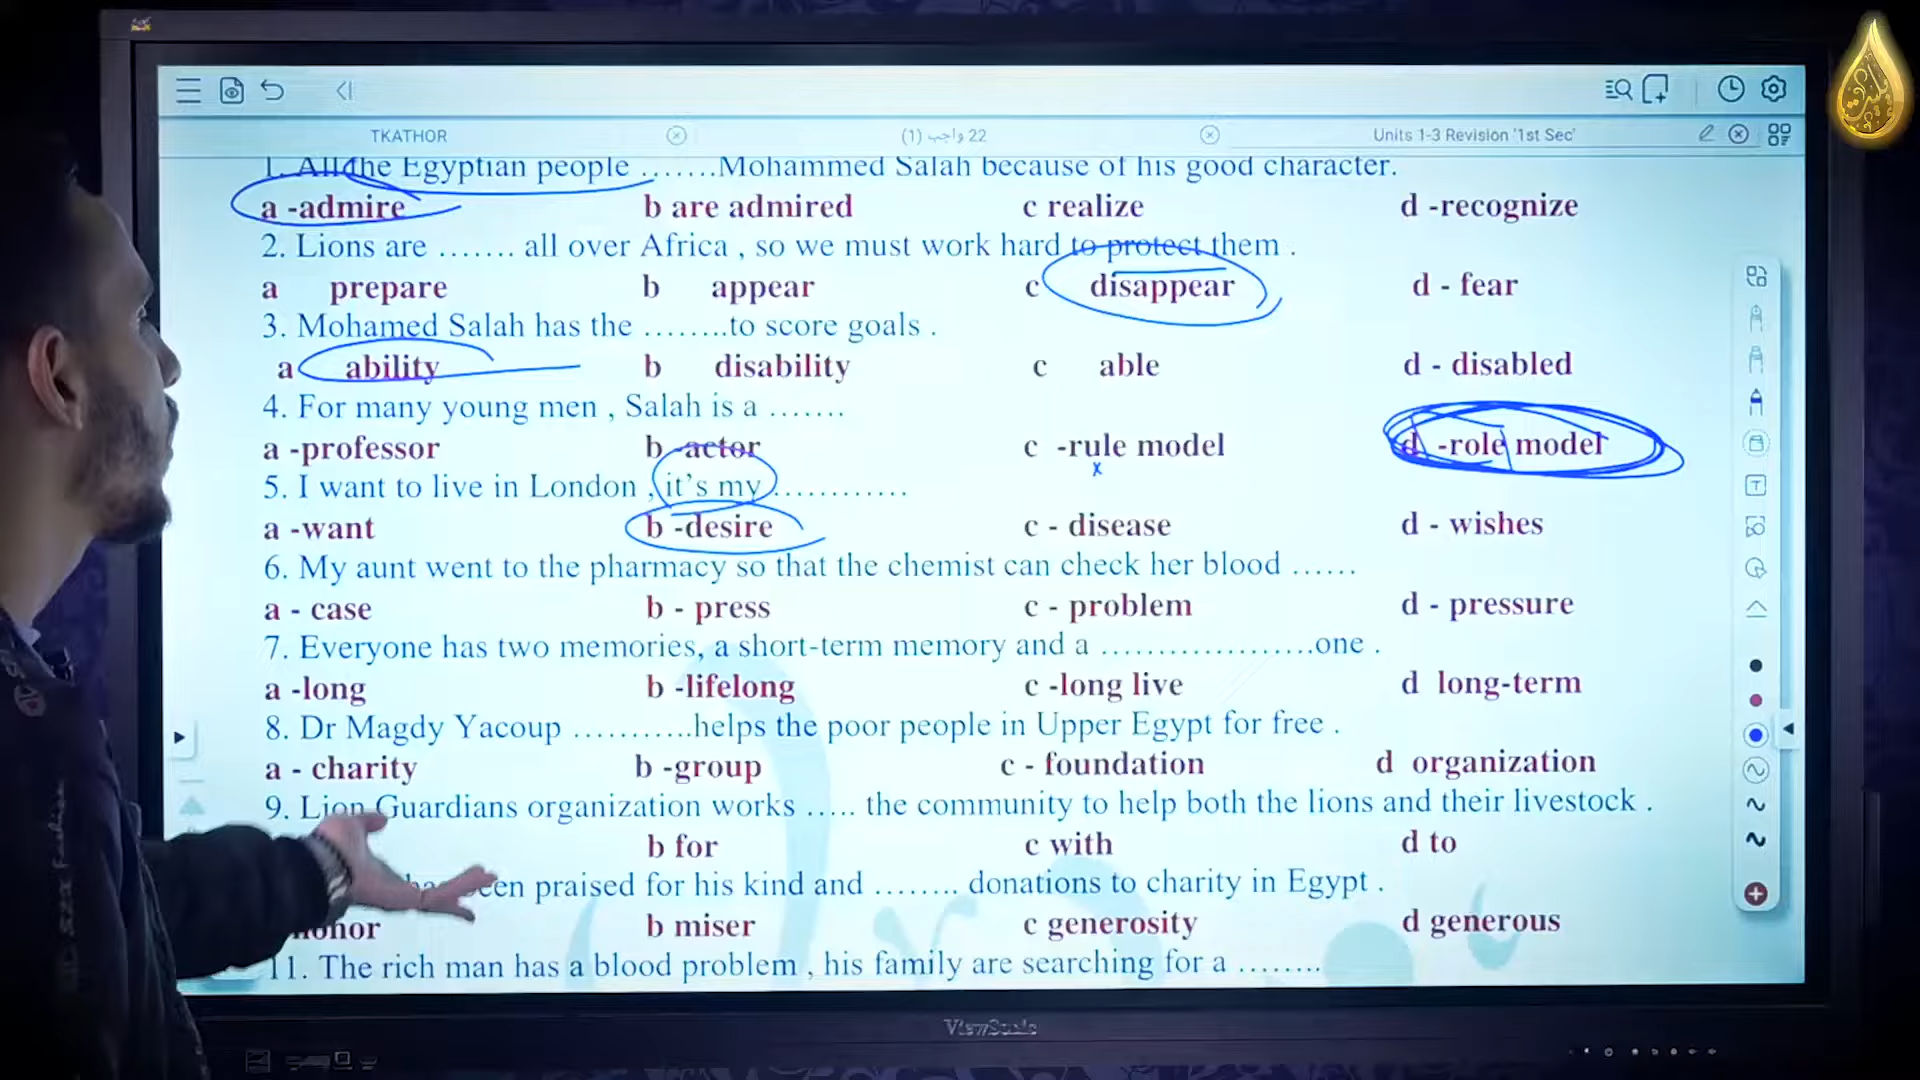 TKATHOR
22 واجب (1)
Units 1-3 Revision '1st Sec'
1. All the Egyptian people .......Mohammed Salah because of his good character.
a -admire b are admired c realize d -recognize
2. Lions are ....... all over Africa , so we must work hard to protect them .
a prepare b appear c disappear d - fear
3. Mohamed Salah has the ........to score goals .
a ability b disability c able d - disabled
4. For many young men , Salah is a .......
a -professor b -actor c -rule model d -role model
x
5. I want to live in London , it's my ............
a -want b -desire c - disease d - wishes
6. My aunt went to the pharmacy so that the chemist can check her blood ......
a - case b - press c - problem d - pressure
7. Everyone has two memories, a short-term memory and a ...................one .
a -long b -lifelong c -long live d long-term
8. Dr Magdy Yacoup ...........helps the poor people in Upper Egypt for free .
a - charity b -group c - foundation d organization
9. Lion Guardians organization works ..... the community to help both the lions and their livestock .
b for c with d to
been praised for his kind and ........ donations to charity in Egypt .
honor b miser c generosity d generous
11. The rich man has a blood problem , his family are searching for a ........
ViewSonic